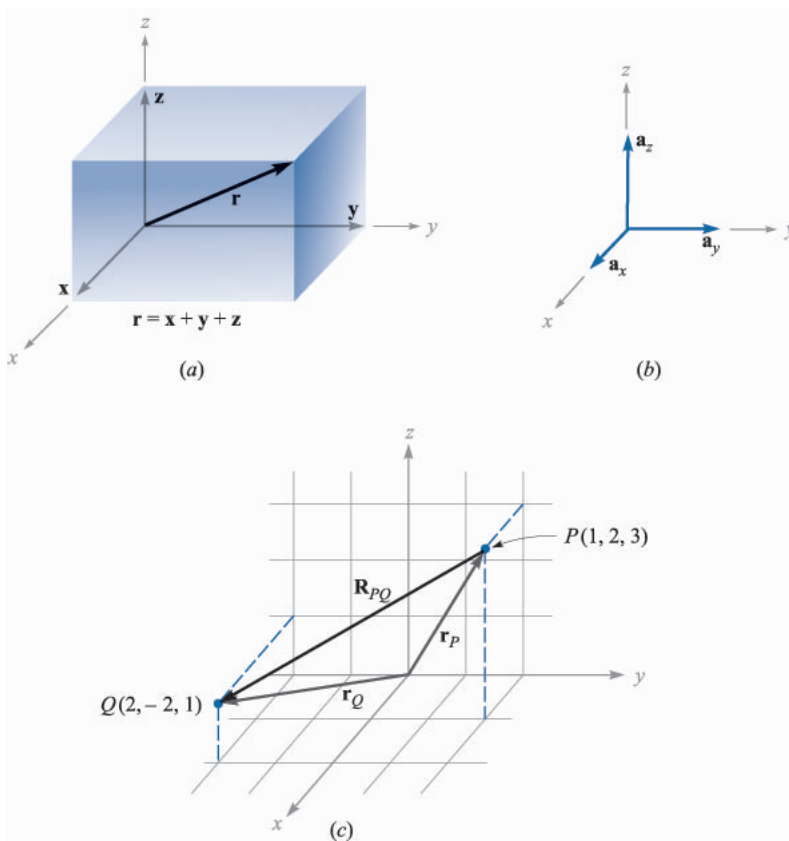 z
z
r
y
y
x
x
r = x + y + z
(a)
z
a_z
a_y
y
a_x
x
(b)
z
P(1, 2, 3)
R_PQ
r_P
r_Q
y
Q(2, – 2, 1)
x
(c)